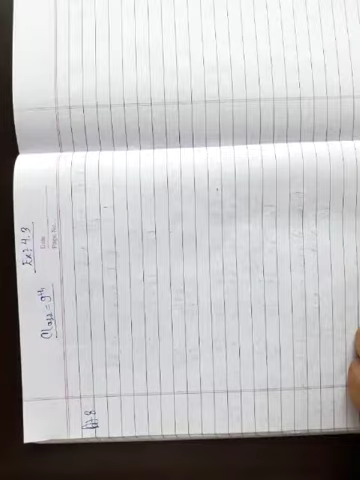 Class = 9th
Ex: 4.3
Date
Page No.
8.